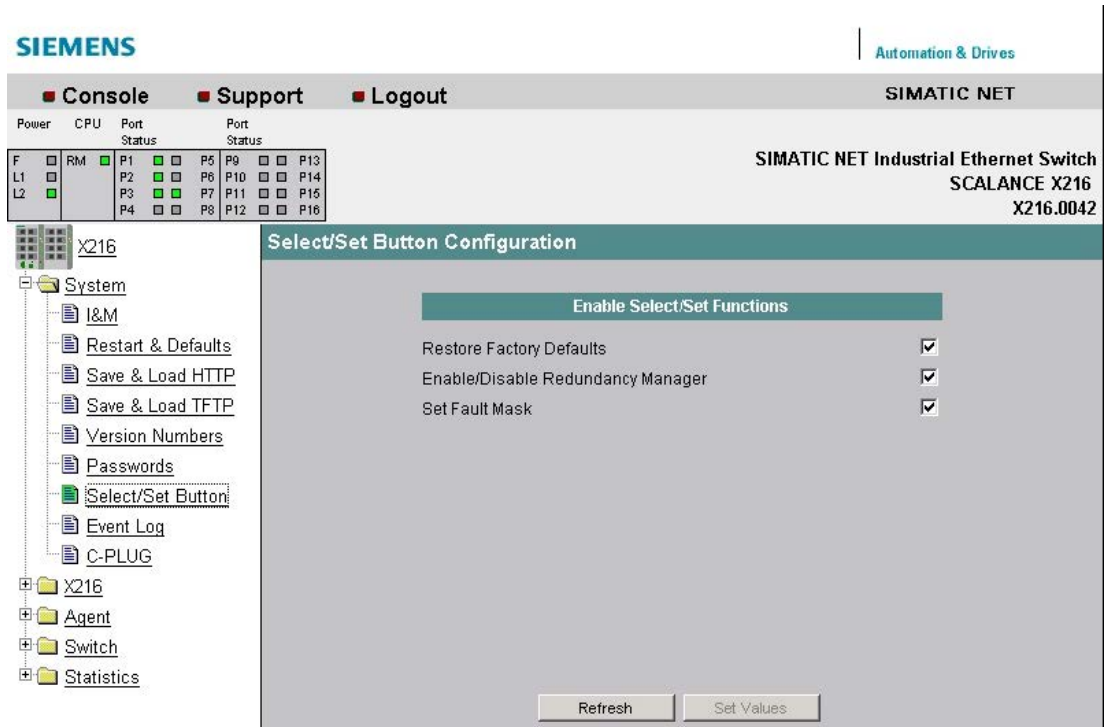 SIEMENS
Automation & Drives
Console Support Logout SIMATIC NET
Power CPU Port Status Port Status
F RM P1 P5 P9 P13
L1 P2 P6 P10 P14
L2 P3 P7 P11 P15
P4 P8 P12 P16
SIMATIC NET Industrial Ethernet Switch
SCALANCE X216
X216.0042
X216
System
I&M
Restart & Defaults
Save & Load HTTP
Save & Load TFTP
Version Numbers
Passwords
Select/Set Button
Event Log
C-PLUG
X216
Agent
Switch
Statistics
Select/Set Button Configuration
Enable Select/Set Functions
Restore Factory Defaults
Enable/Disable Redundancy Manager
Set Fault Mask
Refresh Set Values